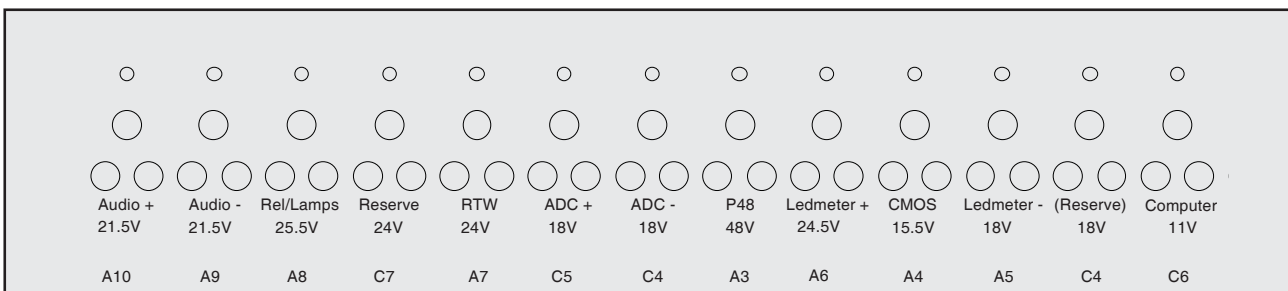 Audio + Audio - Rel/Lamps Reserve RTW ADC + ADC - P48 Ledmeter + CMOS Ledmeter - (Reserve) Computer
21.5V 21.5V 25.5V 24V 24V 18V 18V 48V 24.5V 15.5V 18V 18V 11V
A10 A9 A8 C7 A7 C5 C4 A3 A6 A4 A5 C4 C6